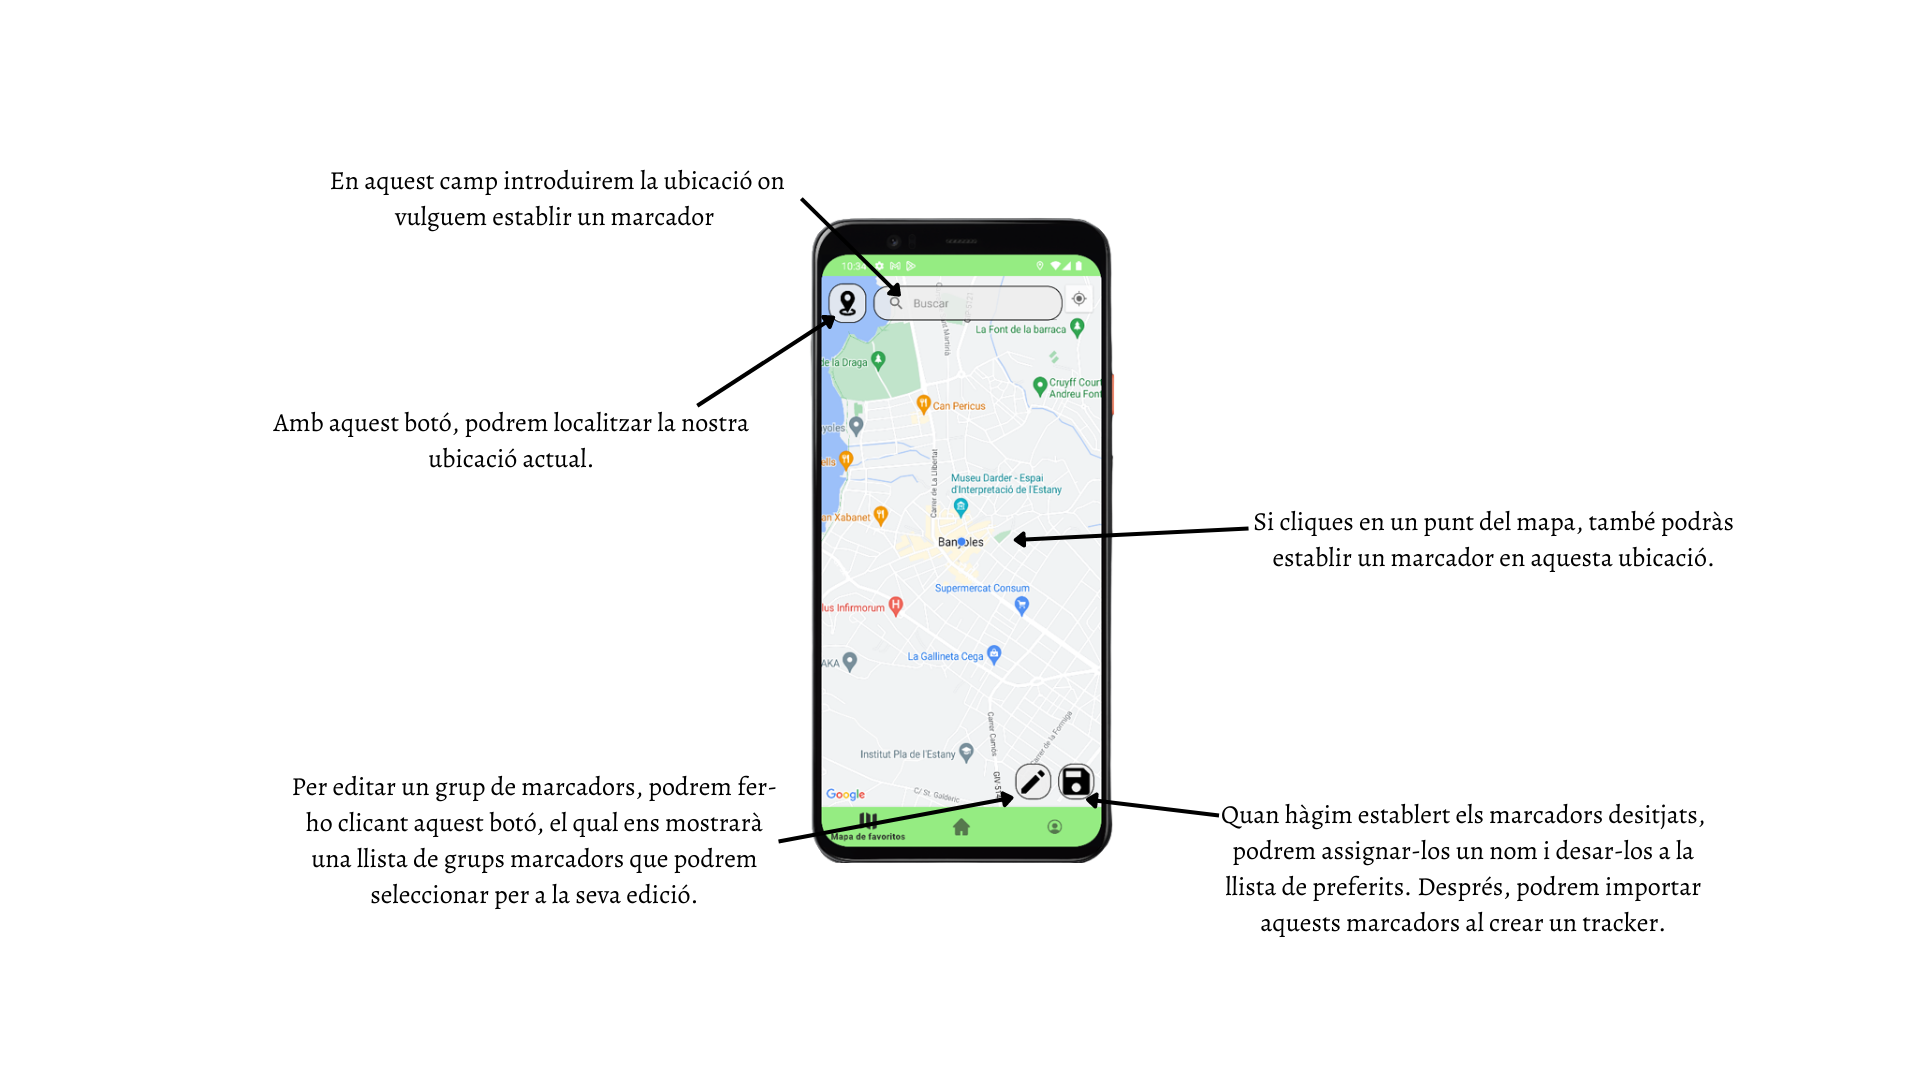 En aquest camp introduirem la ubicació on
vulguem establir un marcador
Amb aquest botó, podrem localitzar la nostra
ubicació actual.
Per editar un grup de marcadors, podrem fer-
ho clicant aquest botó, el qual ens mostrarà
una llista de grups marcadors que podrem
seleccionar per a la seva edició.
10:34
Buscar
La Font de la barraca
de la Draga
Cruyff Court
Andreu Font
Can Pericus
yoles
Carrer de La Llibertat
Museu Darder - Espai
d'Interpretació de l'Estany
an Xabanet
Banyoles
Supermercat Consum
lus Infirmorum
La Gallineta Cega
AKA
Carrer Camós
Carrer de la Formiga
Institut Pla de l'Estany
C/ St. Galderic
Google
Mapa de favoritos
Si cliques en un punt del mapa, també podràs
establir un marcador en aquesta ubicació.
Quan hàgim establert els marcadors desitjats,
podrem assignar-los un nom i desar-los a la
llista de preferits. Després, podrem importar
aquests marcadors al crear un tracker.